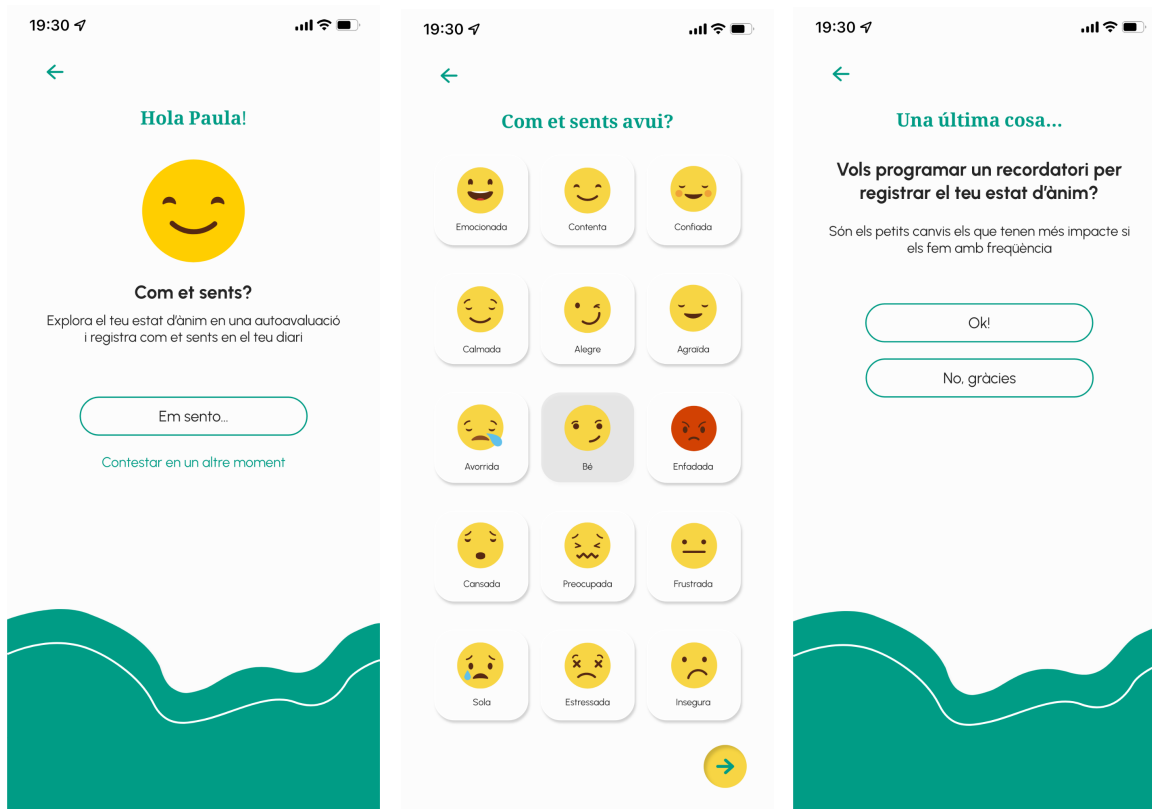 19:30
Hola Paula!
Com et sents?
Explora el teu estat d'ànim en una autoavaluació
i registra com et sents en el teu diari
Em sento...
Contestar en un altre moment
19:30
Com et sents avui?
Emocionada
Contenta
Confiada
Calmada
Alegre
Agraïda
Avorrida
Bé
Enfadada
Cansada
Preocupada
Frustrada
Sola
Estressada
Insegura
19:30
Una última cosa...
Vols programar un recordatori per
registrar el teu estat d'ànim?
Són els petits canvis els que tenen més impacte si
els fem amb freqüència
Ok!
No, gràcies